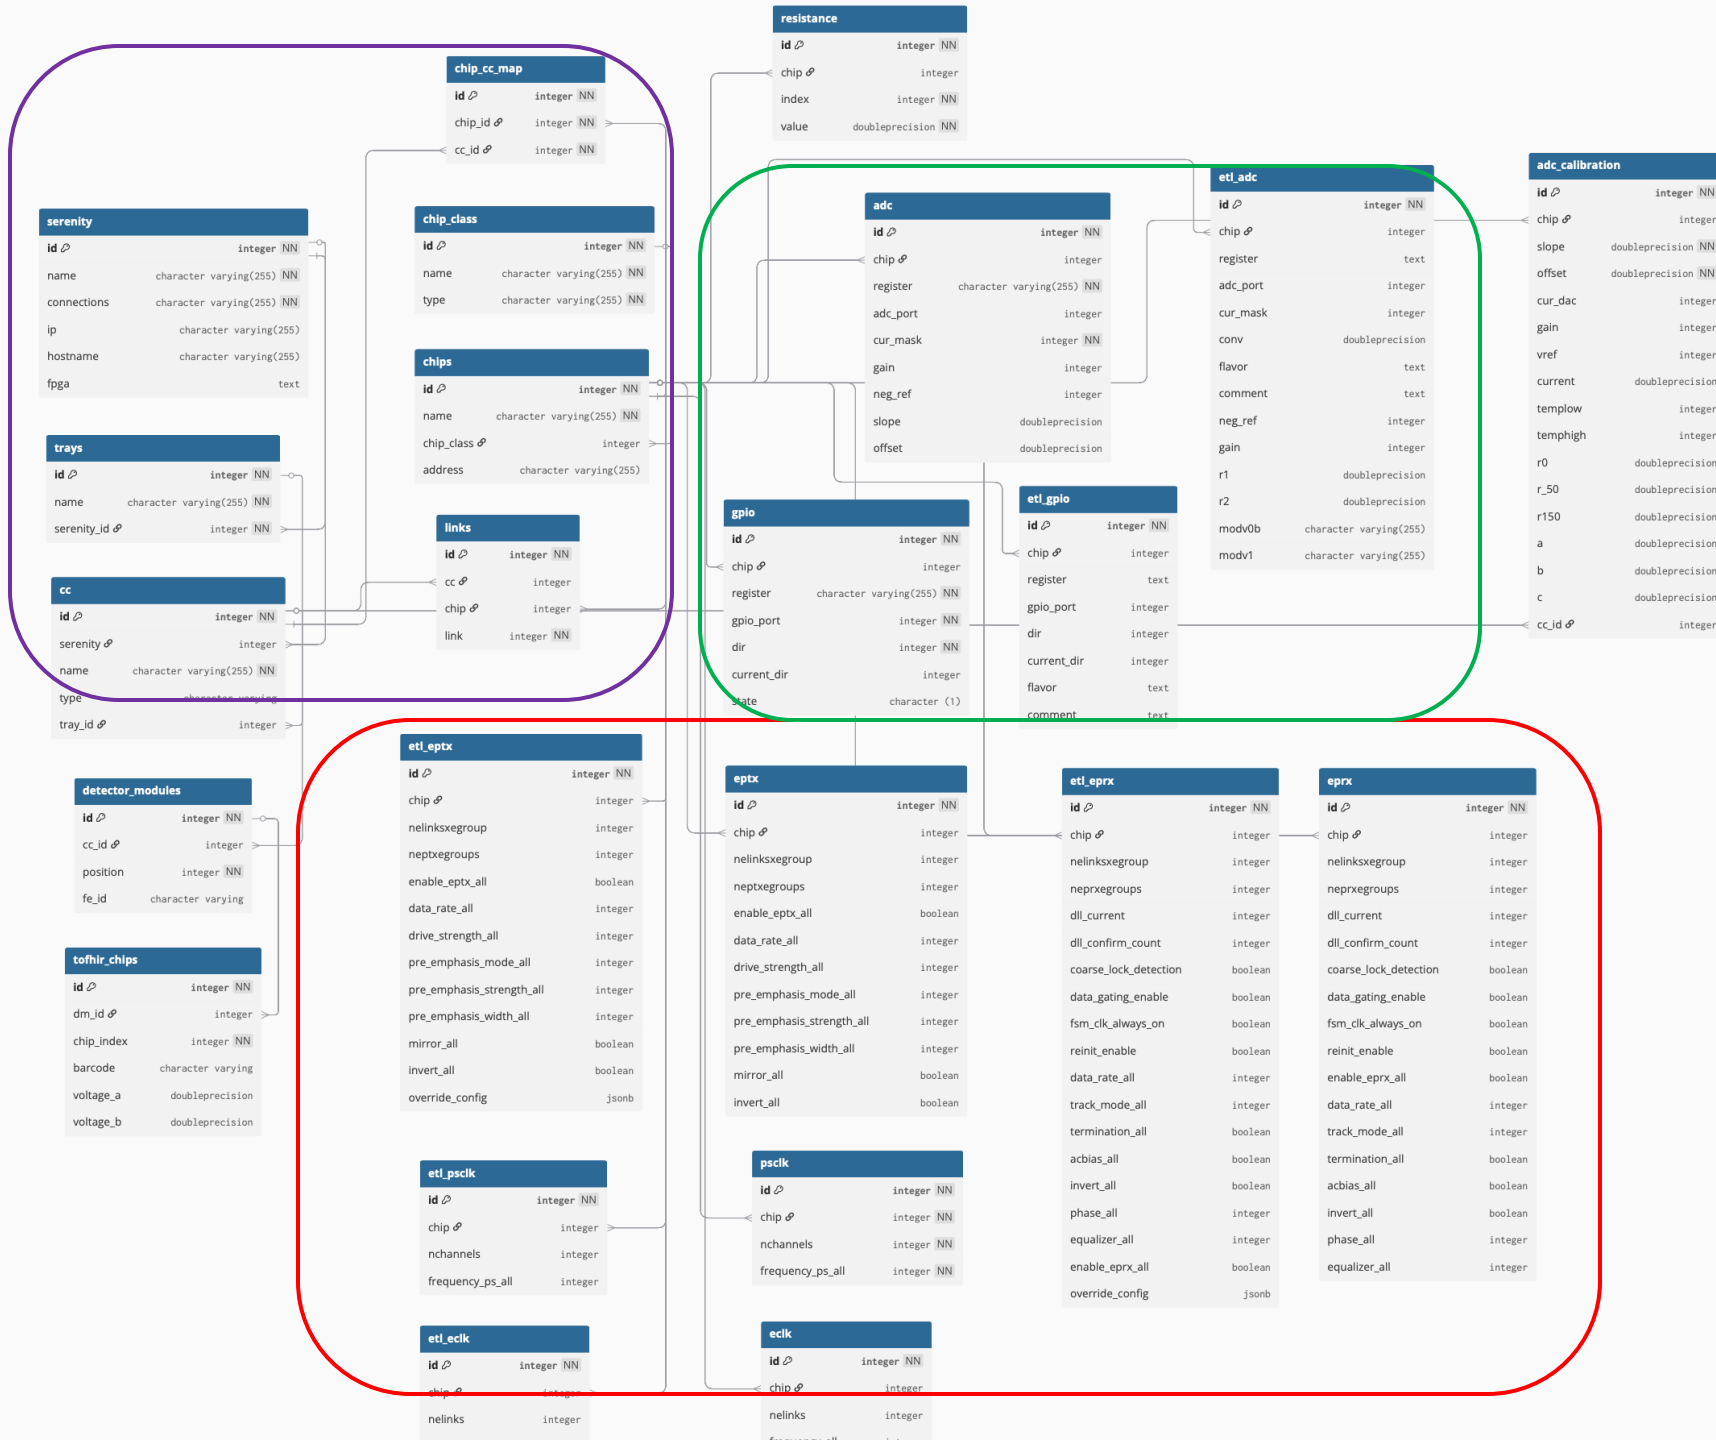 resistance
id integer NN
chip integer
index integer NN
value doubleprecision NN
chip_cc_map
id integer NN
chip_id integer NN
cc_id integer NN
serenity
id integer NN
name character varying(255) NN
connections character varying(255) NN
ip character varying(255)
hostname character varying(255)
fpga text
chip_class
id integer NN
name character varying(255) NN
type character varying(255) NN
chips
id integer NN
name character varying(255) NN
chip_class integer
address character varying(255)
trays
id integer NN
name character varying(255) NN
serenity_id integer NN
links
id integer NN
cc integer
chip integer
link integer NN
cc
id integer NN
serenity integer
name character varying(255) NN
type character varying
tray_id integer
adc
id integer NN
chip integer
register character varying(255) NN
adc_port integer
cur_mask integer NN
gain integer
neg_ref integer
slope doubleprecision
offset doubleprecision
etl_adc
id integer NN
chip integer
register text
adc_port integer
cur_mask integer
conv doubleprecision
flavor text
comment text
neg_ref integer
gain integer
r1 doubleprecision
r2 doubleprecision
modv0b character varying(255)
modv1 character varying(255)
adc_calibration
id integer NN
chip integer
slope doubleprecision NN
offset doubleprecision NN
cur_dac integer
gain integer
vref integer
current doubleprecision
templow integer
temphigh integer
r0 doubleprecision
r_50 doubleprecision
r150 doubleprecision
a doubleprecision
b doubleprecision
c doubleprecision
cc_id integer
gpio
id integer NN
chip integer
register character varying(255) NN
gpio_port integer NN
dir integer NN
current_dir integer
state character (1)
etl_gpio
id integer NN
chip integer
register text
gpio_port integer
dir integer
current_dir integer
flavor text
comment text
detector_modules
id integer NN
cc_id integer
position integer NN
fe_id character varying
tofhir_chips
id integer NN
dm_id integer
chip_index integer NN
barcode character varying
voltage_a doubleprecision
voltage_b doubleprecision
etl_eptx
id integer NN
chip integer
nelinksxegroup integer
neptxegroups integer
enable_eptx_all boolean
data_rate_all integer
drive_strength_all integer
pre_emphasis_mode_all integer
pre_emphasis_strength_all integer
pre_emphasis_width_all integer
mirror_all boolean
invert_all boolean
override_config jsonb
eptx
id integer NN
chip integer
nelinksxegroup integer
neptxegroups integer
enable_eptx_all boolean
data_rate_all integer
drive_strength_all integer
pre_emphasis_mode_all integer
pre_emphasis_strength_all integer
pre_emphasis_width_all integer
mirror_all boolean
invert_all boolean
etl_eprx
id integer NN
chip integer
nelinksxegroup integer
neprxegroups integer
dll_current integer
dll_confirm_count integer
coarse_lock_detection boolean
data_gating_enable boolean
fsm_clk_always_on boolean
reinit_enable boolean
data_rate_all integer
track_mode_all integer
termination_all boolean
acbias_all boolean
invert_all boolean
phase_all integer
equalizer_all integer
enable_eprx_all boolean
override_config jsonb
eprx
id integer NN
chip integer
nelinksxegroup integer
neprxegroups integer
dll_current integer
dll_confirm_count integer
coarse_lock_detection boolean
data_gating_enable boolean
fsm_clk_always_on boolean
reinit_enable boolean
enable_eprx_all boolean
data_rate_all integer
track_mode_all integer
termination_all boolean
acbias_all boolean
invert_all boolean
phase_all integer
equalizer_all integer
etl_psclk
id integer NN
chip integer
nchannels integer
frequency_ps_all integer
psclk
id integer NN
chip integer NN
nchannels integer NN
frequency_ps_all integer NN
etl_eclk
id integer NN
chip integer
nelinks integer
eclk
id integer NN
chip integer
nelinks integer